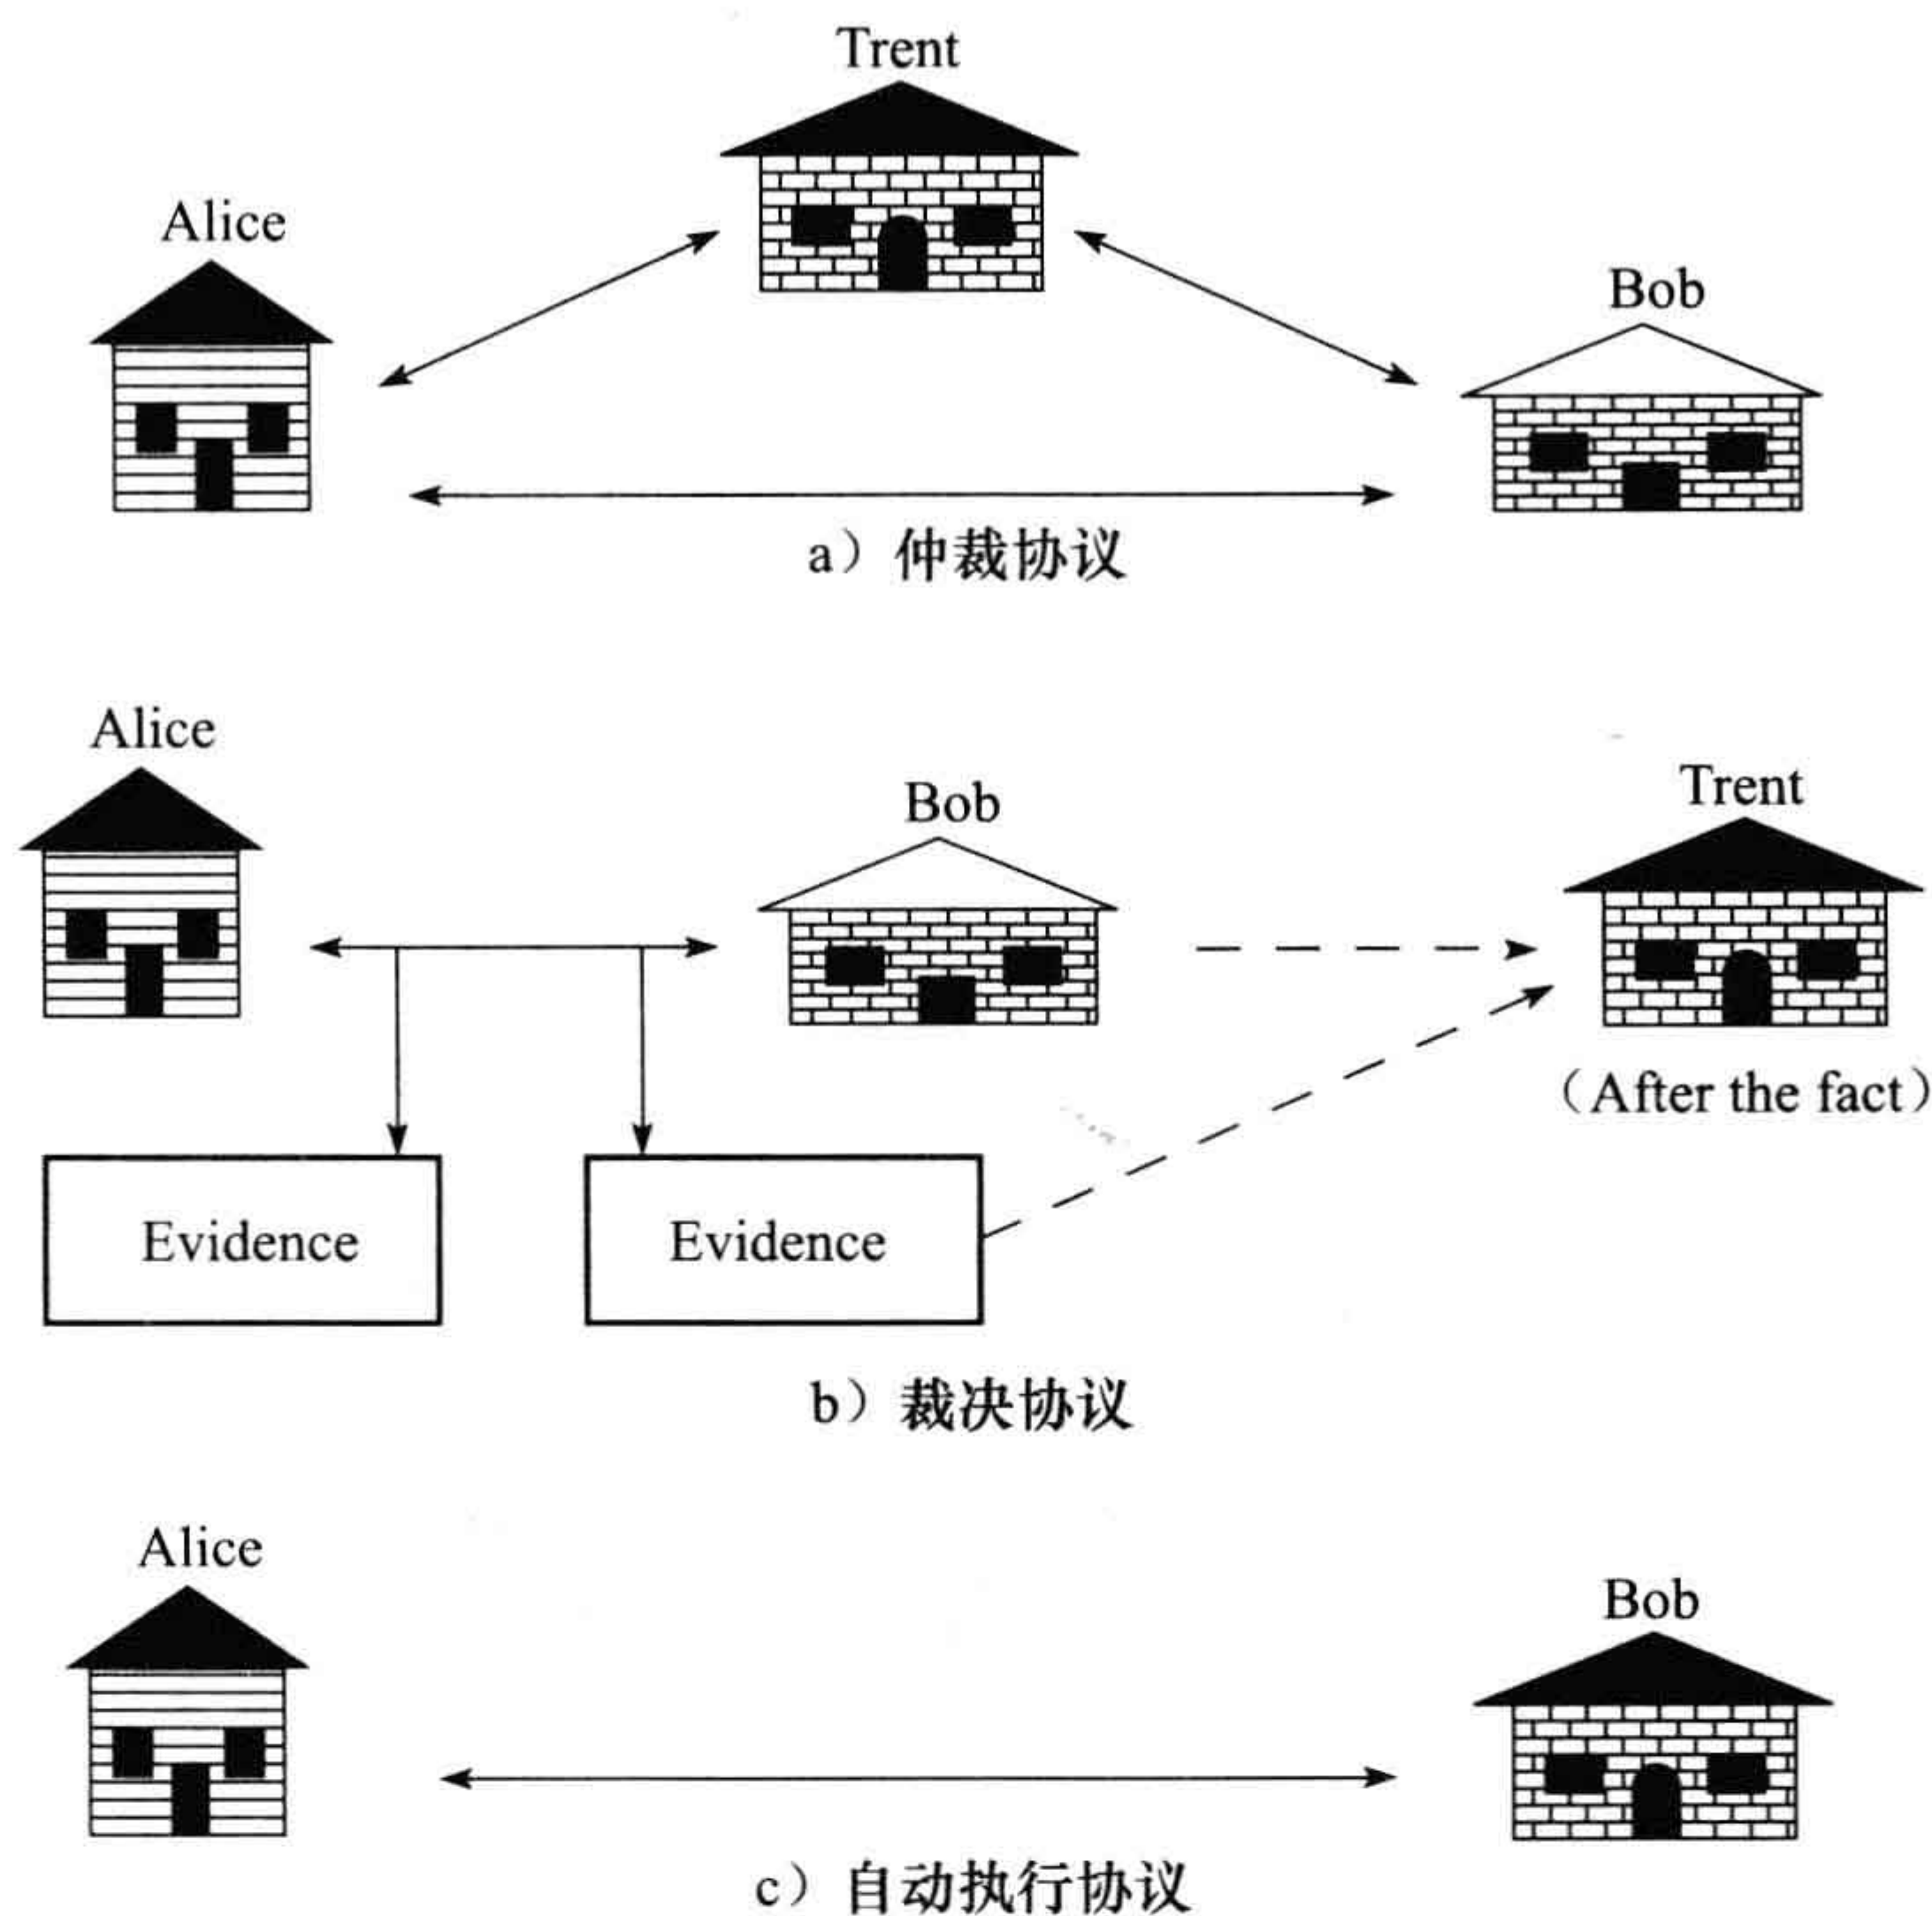 Trent
Alice
Bob
a）仲裁协议
Alice
Bob
Trent
（After the fact）
Evidence
Evidence
b）裁决协议
Alice
Bob
c）自动执行协议